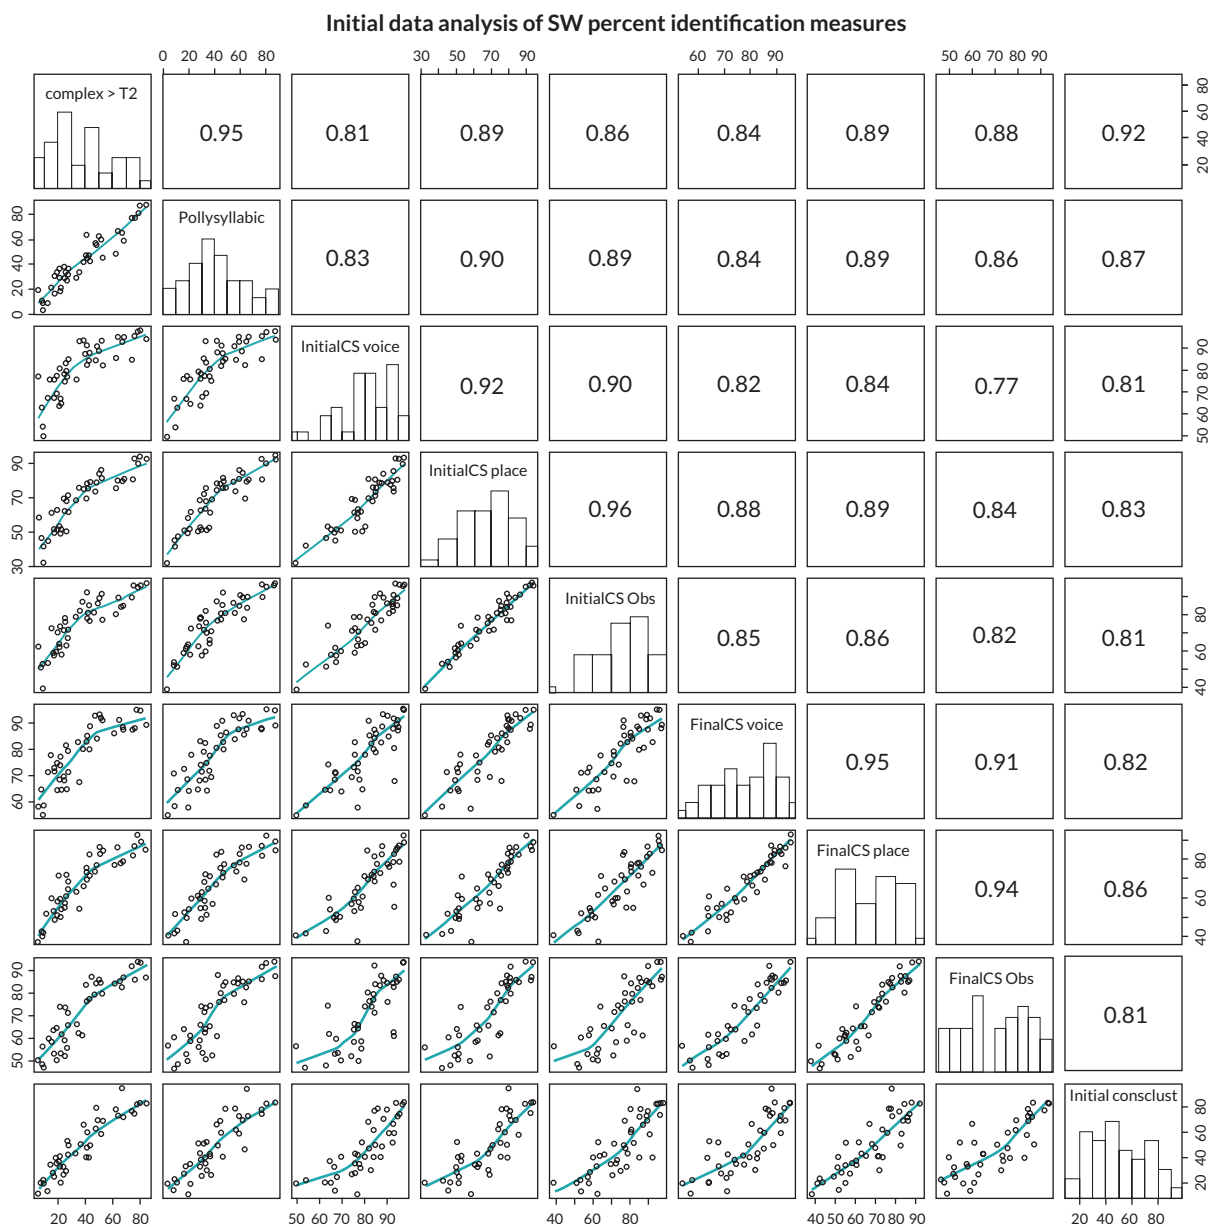 Initial data analysis of SW percent identification measures
0 20 40 60 80 30 50 70 90 60 70 80 90 50 60 70 80 90
complex > T2 0.95 0.81 0.89 0.86 0.84 0.89 0.88 0.92 20 40 60 80
0 20 40 60 80 Pollysyllabic 0.83 0.90 0.89 0.84 0.89 0.86 0.87
InitialCS voice 0.92 0.90 0.82 0.84 0.77 0.81 50 60 70 80 90
30 50 70 90 InitialCS place 0.96 0.88 0.89 0.84 0.83
InitialCS Obs 0.85 0.86 0.82 0.81 40 60 80
60 70 80 90 FinalCS voice 0.95 0.91 0.82
FinalCS place 0.94 0.86 40 60 80
50 60 70 80 90 FinalCS Obs 0.81
Initial consclust 20 40 60 80
20 40 60 80 50 60 70 80 90 40 60 80 40 50 60 70 80 90 20 40 60 80